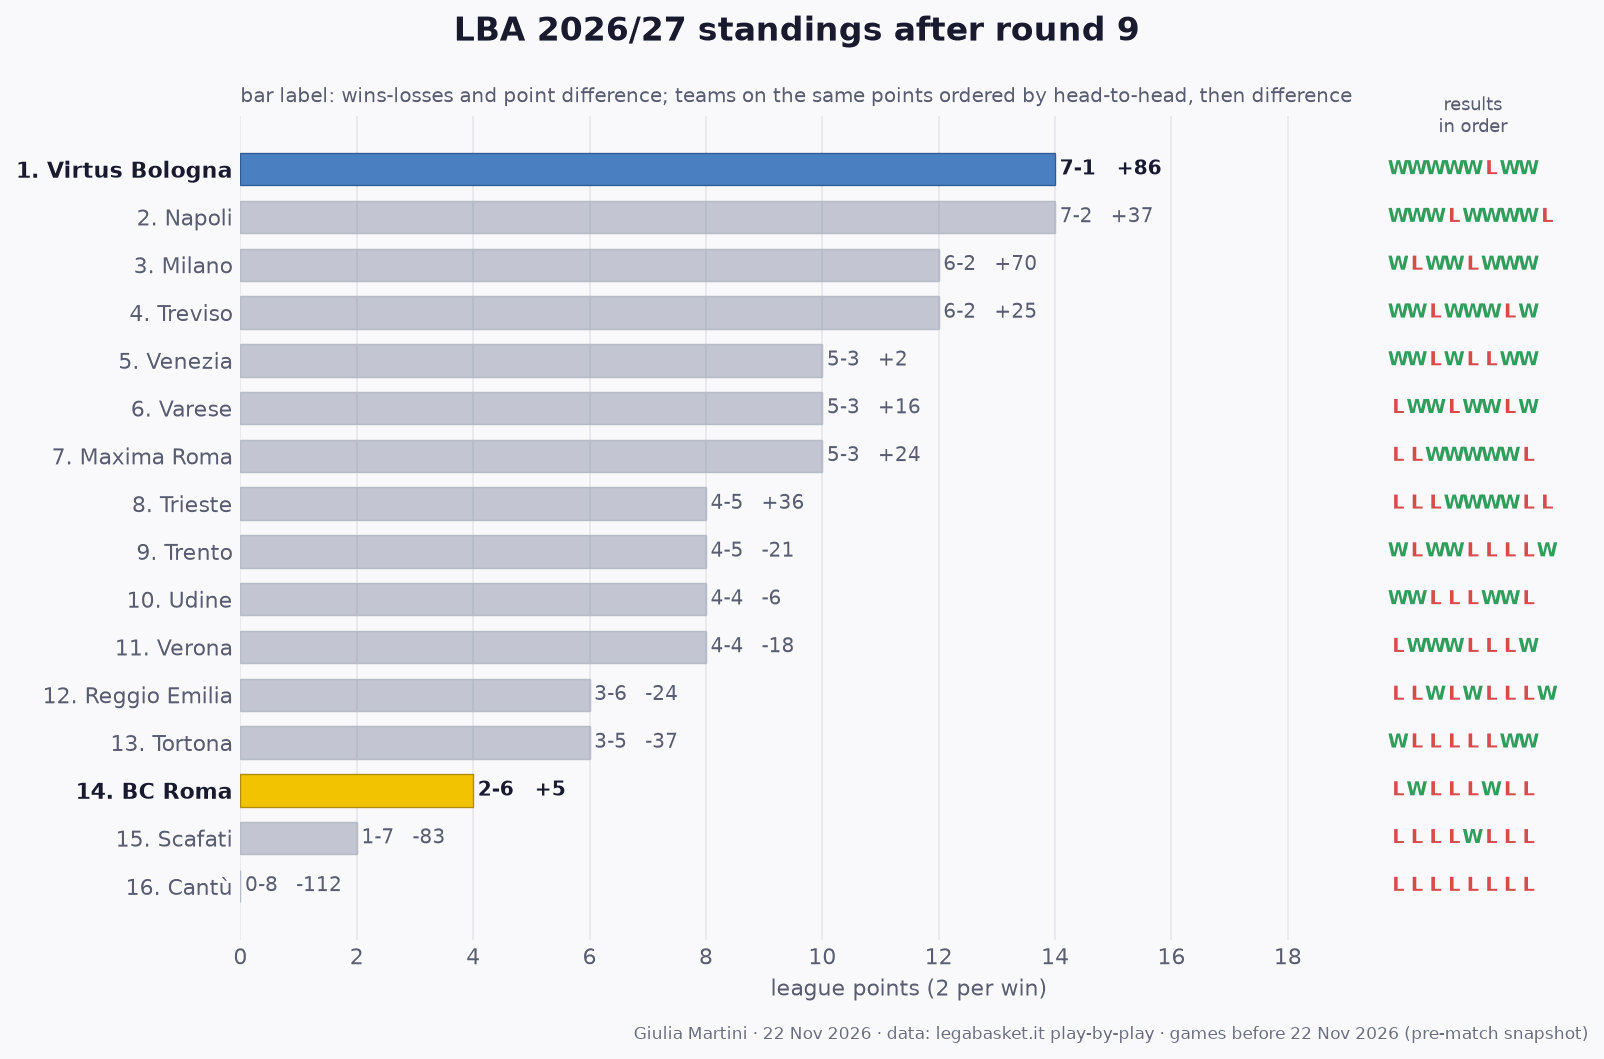 LBA 2026/27 standings after round 9
bar label: wins-losses and point difference; teams on the same points ordered by head-to-head, then difference
results
in order
1. Virtus Bologna 7-1 +86 WWWWWLWW
2. Napoli 7-2 +37 WWWLWWWWL
3. Milano 6-2 +70 WLWWLWWW
4. Treviso 6-2 +25 WWLWWWLW
5. Venezia 5-3 +2 WWLWLLWW
6. Varese 5-3 +16 LWWLWWLW
7. Maxima Roma 5-3 +24 LLWWWWWL
8. Trieste 4-5 +36 LLLWWWWLL
9. Trento 4-5 -21 WLWWLLLLW
10. Udine 4-4 -6 WWLLLWWL
11. Verona 4-4 -18 LWWWLLLW
12. Reggio Emilia 3-6 -24 LLWLWLLLW
13. Tortona 3-5 -37 WLLLLLWW
14. BC Roma 2-6 +5 LWLLLWLL
15. Scafati 1-7 -83 LLLLWLLL
16. Cantù 0-8 -112 LLLLLLLL
0 2 4 6 8 10 12 14 16 18
league points (2 per win)
Giulia Martini · 22 Nov 2026 · data: legabasket.it play-by-play · games before 22 Nov 2026 (pre-match snapshot)